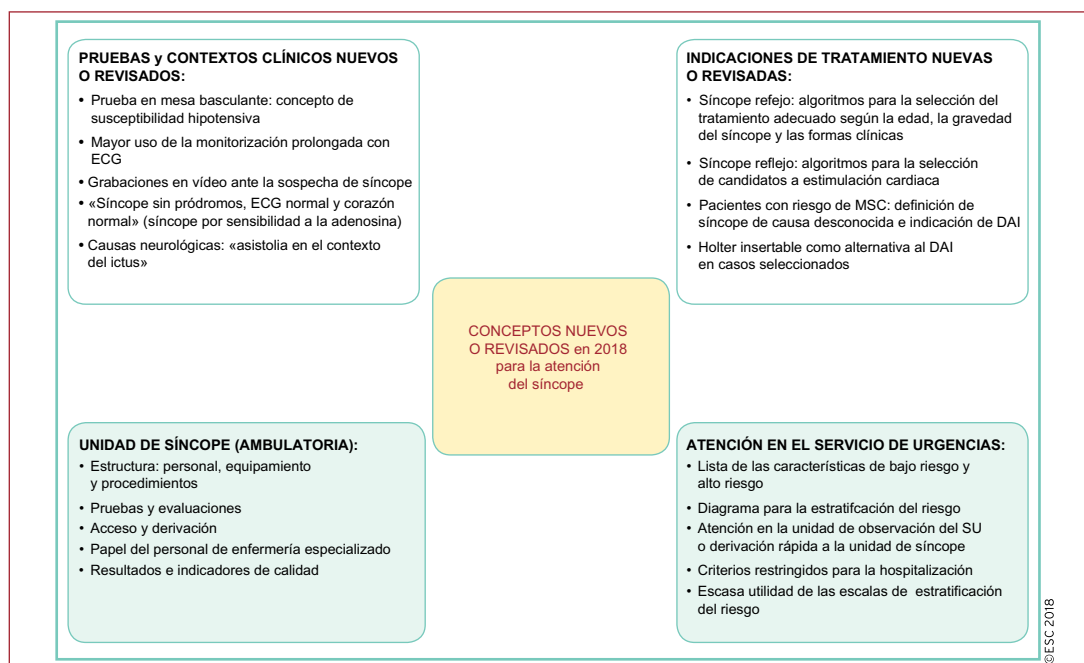 PRUEBAS y CONTEXTOS CLÍNICOS NUEVOS
O REVISADOS:
• Prueba en mesa basculante: concepto de
susceptibilidad hipotensiva
• Mayor uso de la monitorización prolongada con
ECG
• Grabaciones en vídeo ante la sospecha de síncope
• «Síncope sin pródromos, ECG normal y corazón
normal» (síncope por sensibilidad a la adenosina)
• Causas neurológicas: «asistolia en el contexto
del ictus»
INDICACIONES DE TRATAMIENTO NUEVAS
O REVISADAS:
• Síncope refejo: algoritmos para la selección del
tratamiento adecuado según la edad, la gravedad
del síncope y las formas clínicas
• Síncope reflejo: algoritmos para la selección
de candidatos a estimulación cardiaca
• Pacientes con riesgo de MSC: definición de
síncope de causa desconocida e indicación de DAI
• Holter insertable como alternativa al DAI
en casos seleccionados
CONCEPTOS NUEVOS
O REVISADOS en 2018
para la atención
del síncope
UNIDAD DE SÍNCOPE (AMBULATORIA):
• Estructura: personal, equipamiento
y procedimientos
• Pruebas y evaluaciones
• Acceso y derivación
• Papel del personal de enfermería especializado
• Resultados e indicadores de calidad
ATENCIÓN EN EL SERVICIO DE URGENCIAS:
• Lista de las características de bajo riesgo y
alto riesgo
• Diagrama para la estratifcación del riesgo
• Atención en la unidad de observación del SU
o derivación rápida a la unidad de síncope
• Criterios restringidos para la hospitalización
• Escasa utilidad de las escalas de estratificación
del riesgo
©ESC 2018